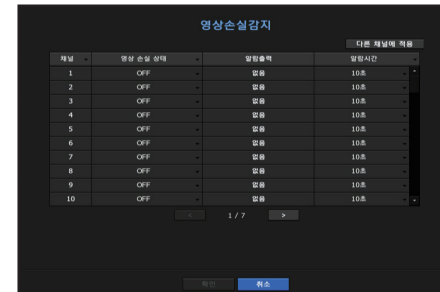 영상손실감지
다른 채널에 적용
채널 영상 손실 상태 알람출력 알람시간
1 OFF 없음 10초
2 OFF 없음 10초
3 OFF 없음 10초
4 OFF 없음 10초
5 OFF 없음 10초
6 OFF 없음 10초
7 OFF 없음 10초
8 OFF 없음 10초
9 OFF 없음 10초
10 OFF 없음 10초
< 1 / 7 >
확인 취소